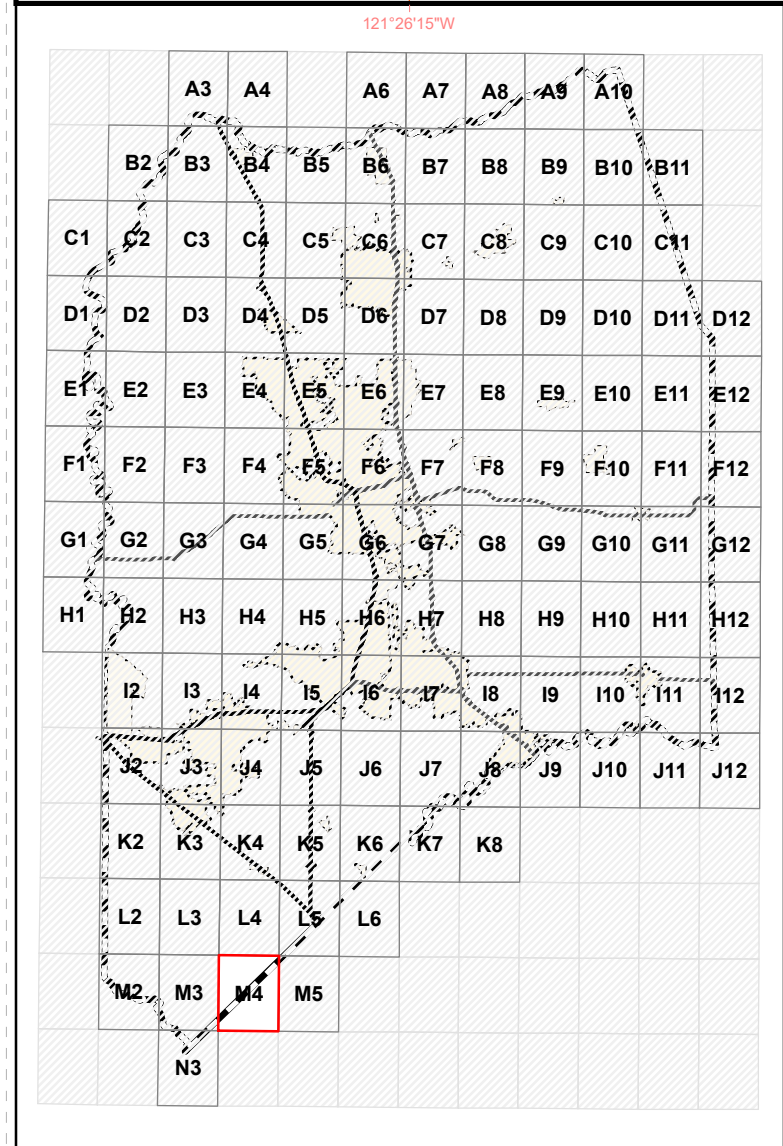 121°26'15"W
A3 A4 A6 A7 A8 A9 A10
B2 B3 B4 B5 B6 B7 B8 B9 B10 B11
C1 C2 C3 C4 C5 C6 C7 C8 C9 C10 C11
D1 D2 D3 D4 D5 D6 D7 D8 D9 D10 D11 D12
E1 E2 E3 E4 E5 E6 E7 E8 E9 E10 E11 E12
F1 F2 F3 F4 F5 F6 F7 F8 F9 F10 F11 F12
G1 G2 G3 G4 G5 G6 G7 G8 G9 G10 G11 G12
H1 H2 H3 H4 H5 H6 H7 H8 H9 H10 H11 H12
I2 I3 I4 I5 I6 I7 I8 I9 I10 I11 I12
J2 J3 J4 J5 J6 J7 J8 J9 J10 J11 J12
K2 K3 K4 K5 K6 K7 K8
L2 L3 L4 L5 L6
M2 M3 M4 M5
N3